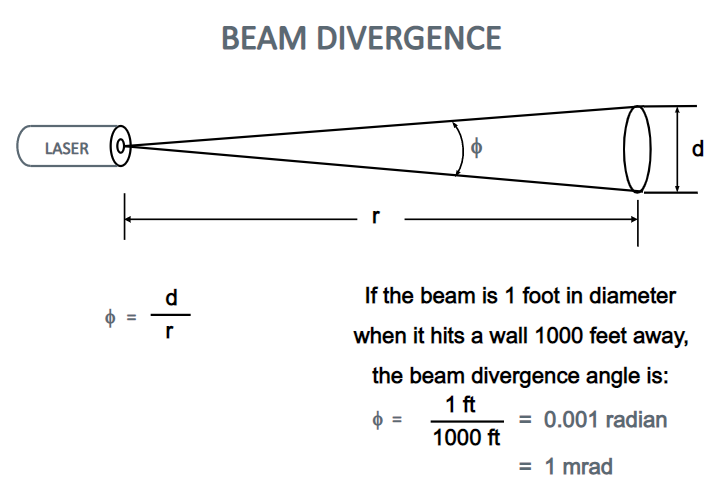 BEAM DIVERGENCE
LASER
ϕ
d
r
ϕ = d
r
If the beam is 1 foot in diameter
when it hits a wall 1000 feet away,
the beam divergence angle is:
ϕ = 1 ft
1000 ft
= 0.001 radian
= 1 mrad